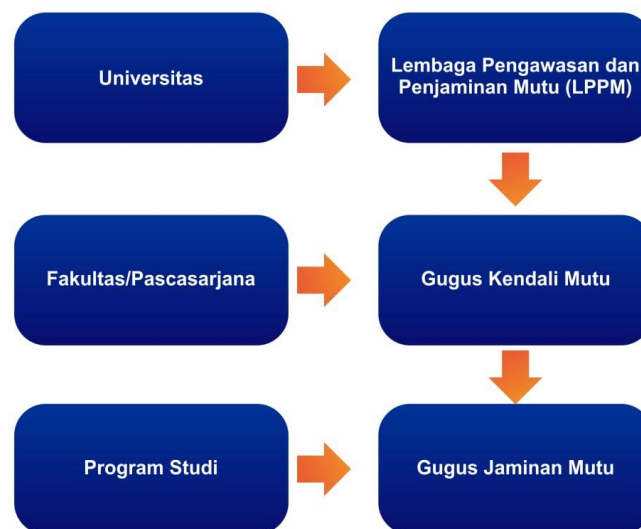 Universitas
Lembaga Pengawasan dan
Penjaminan Mutu (LPPM)
Fakultas/Pascasarjana
Gugus Kendali Mutu
Program Studi
Gugus Jaminan Mutu